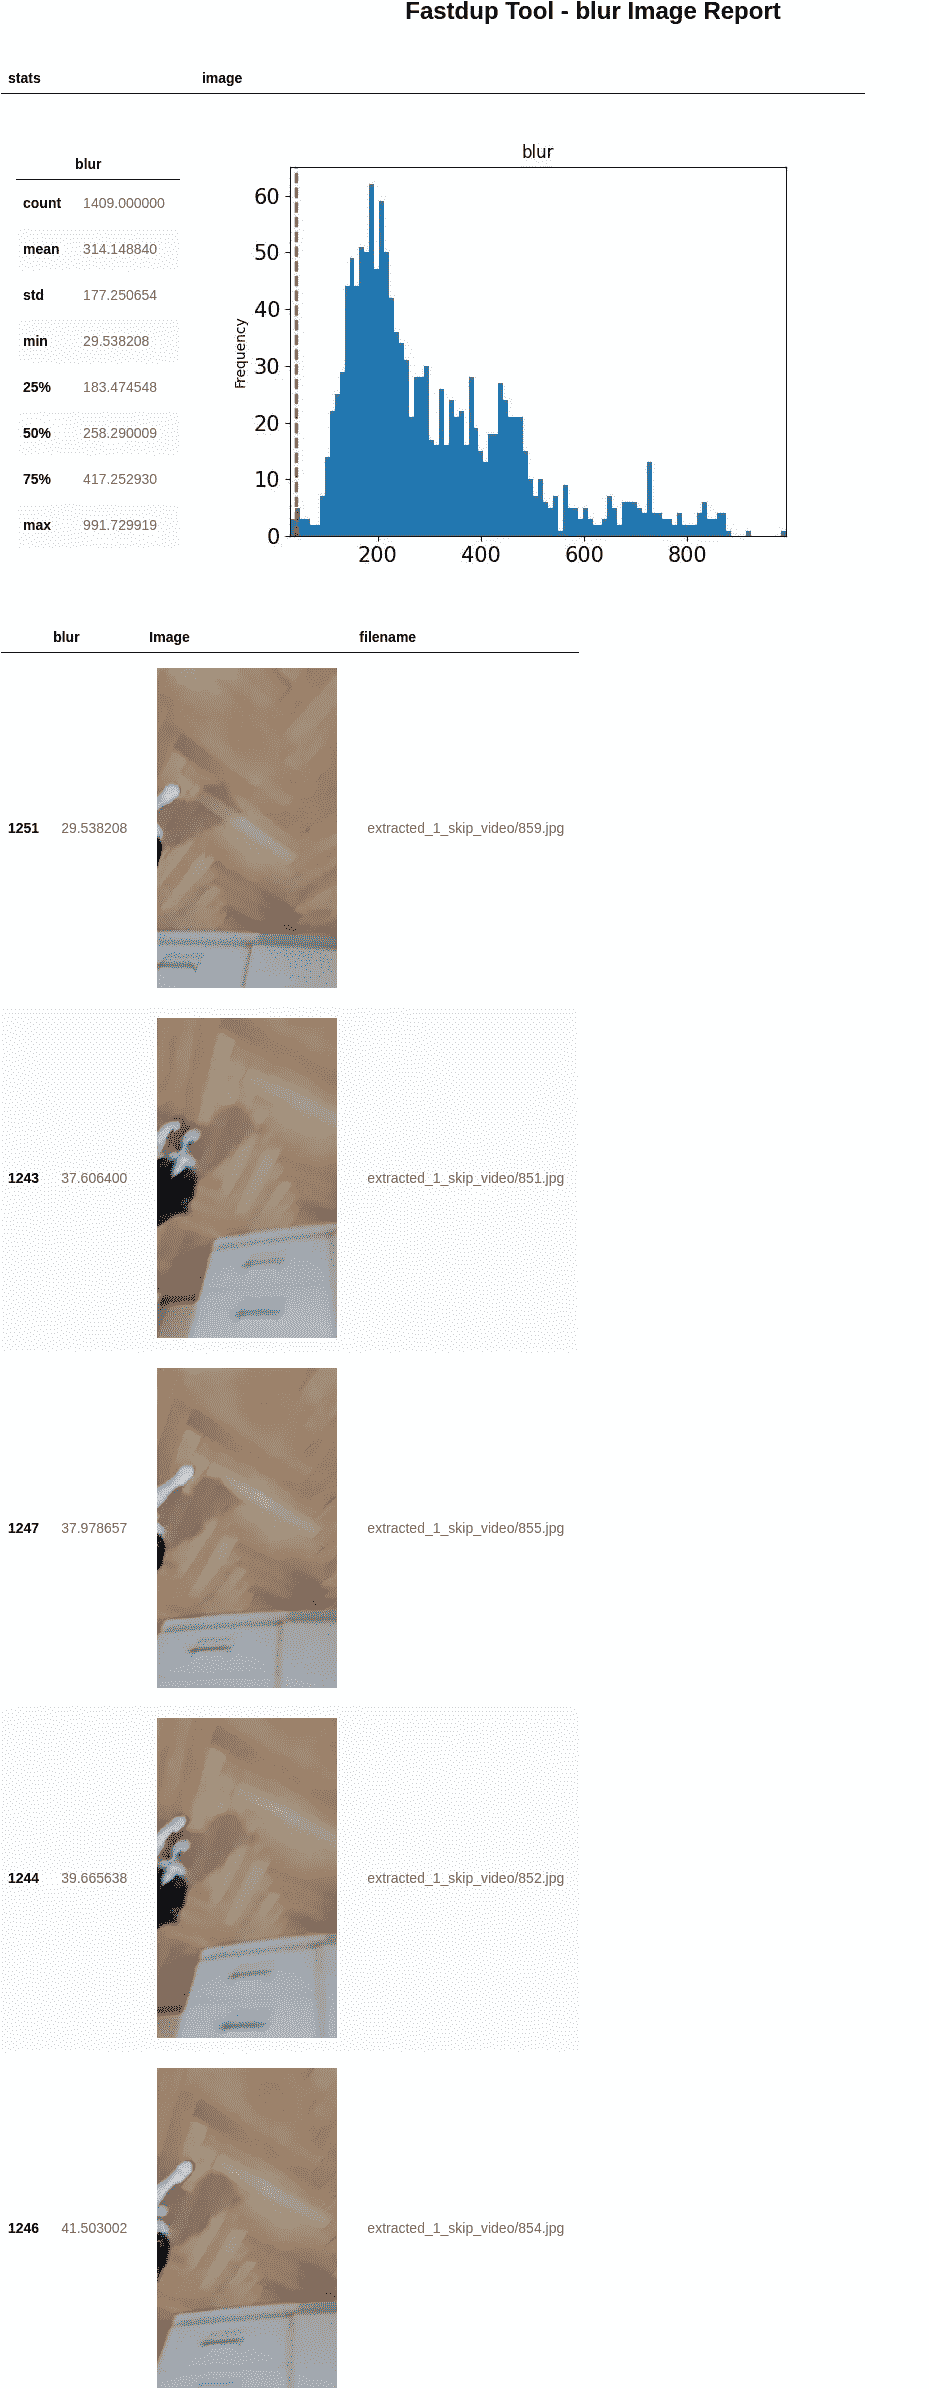 Fastdup Tool - blur Image Report
stats image
blur
count 1409.000000
mean 314.148840
std 177.250654
min 29.538208
25% 183.474548
50% 258.290009
75% 417.252930
max 991.729919
blur
Frequency
60
50
40
30
20
10
0
200 400 600 800
blur Image filename
1251 29.538208 extracted_1_skip_video/859.jpg
1243 37.606400 extracted_1_skip_video/851.jpg
1247 37.978657 extracted_1_skip_video/855.jpg
1244 39.665638 extracted_1_skip_video/852.jpg
1246 41.503002 extracted_1_skip_video/854.jpg